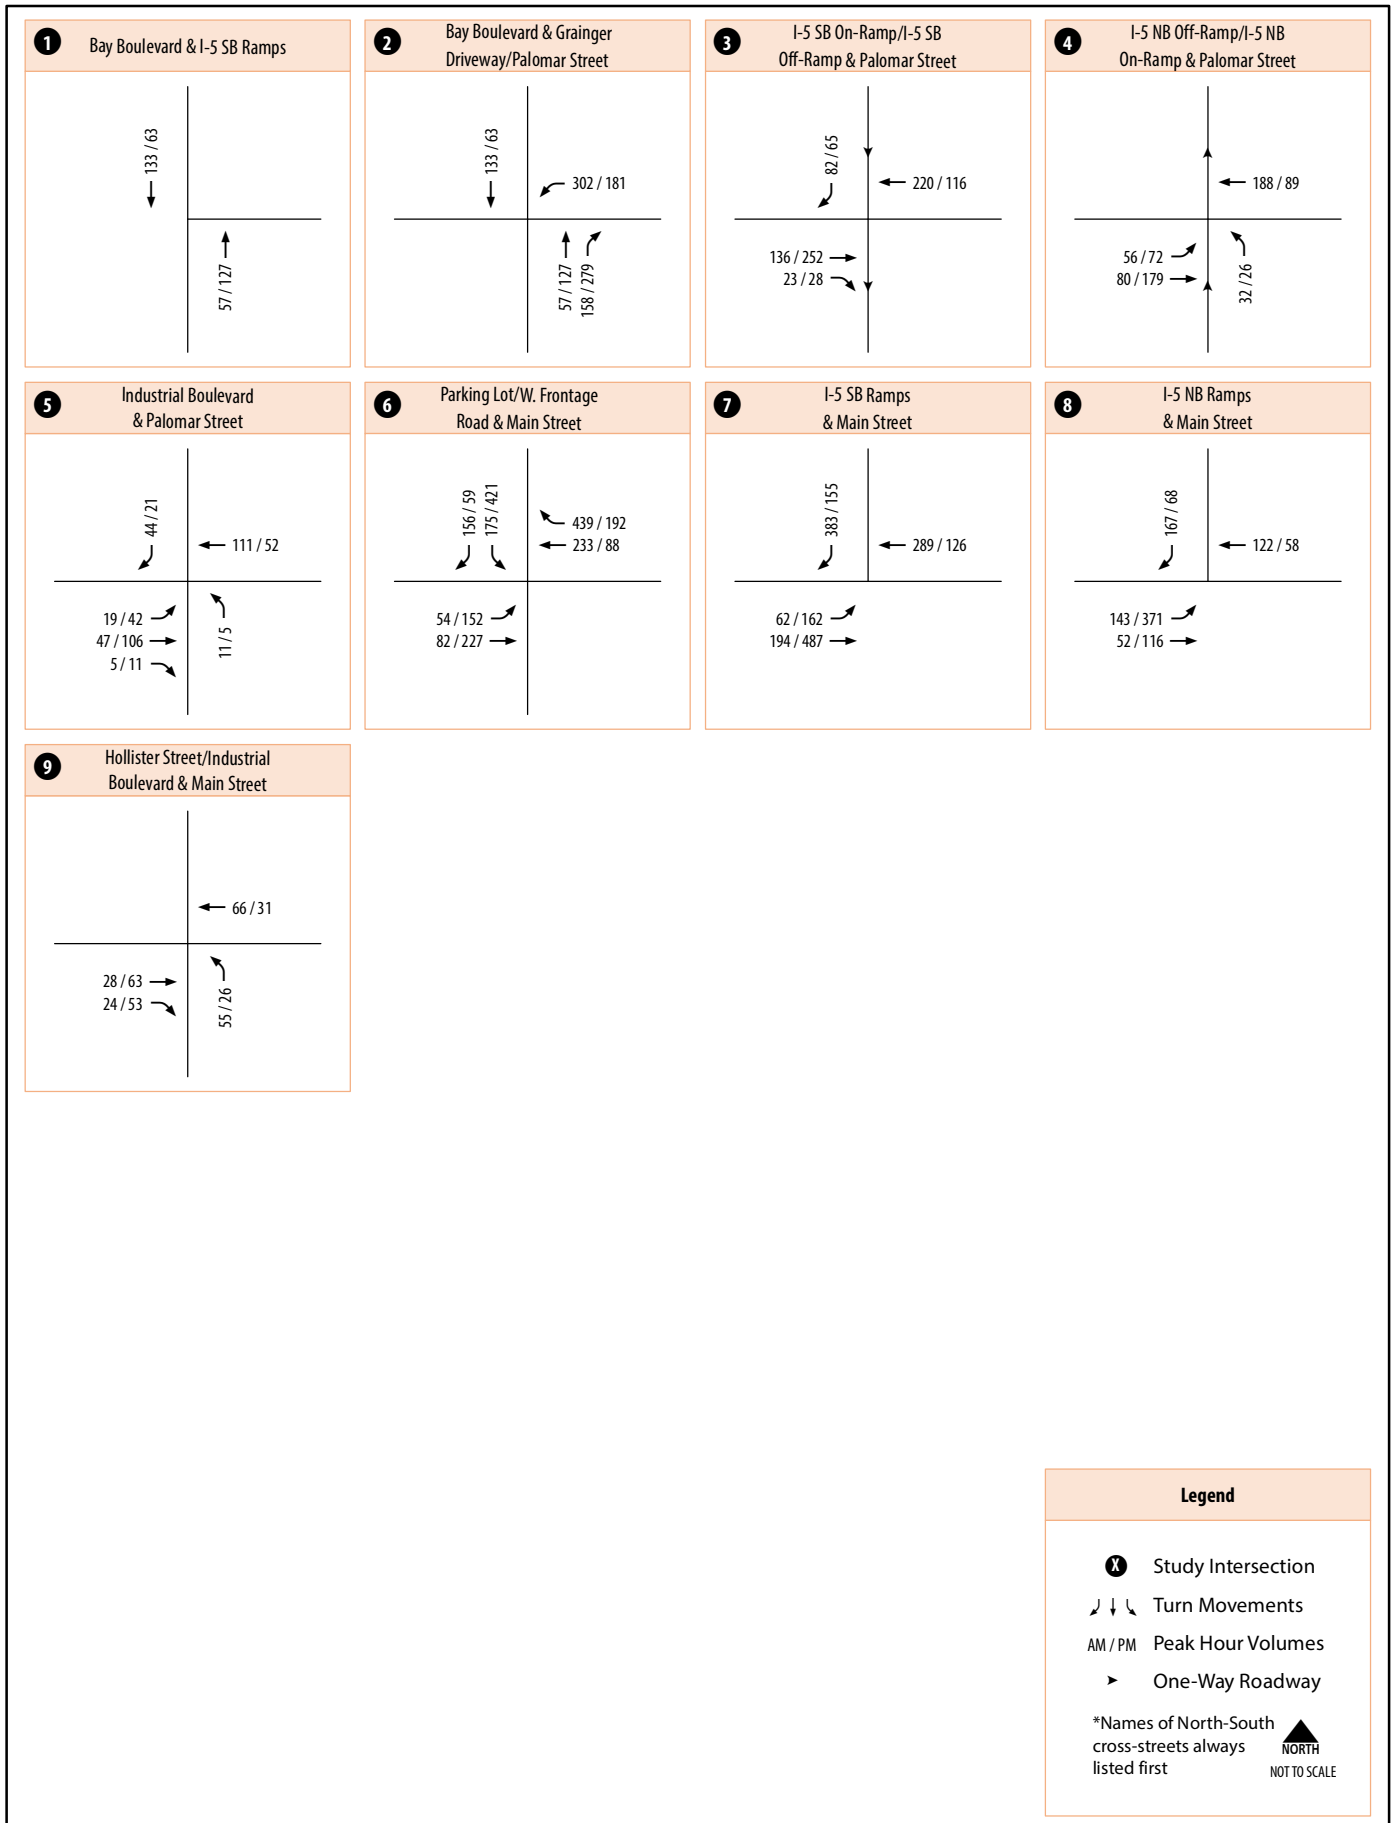 1
Bay Boulevard & I-5 SB Ramps
133 / 63
57 / 127
2
Bay Boulevard & Grainger
Driveway/Palomar Street
133 / 63
302 / 181
57 / 127
158 / 279
3
I-5 SB On-Ramp/I-5 SB
Off-Ramp & Palomar Street
82 / 65
220 / 116
136 / 252
23 / 28
4
I-5 NB Off-Ramp/I-5 NB
On-Ramp & Palomar Street
188 / 89
56 / 72
80 / 179
32 / 26
5
Industrial Boulevard
& Palomar Street
44 / 21
111 / 52
19 / 42
47 / 106
5 / 11
11 / 5
6
Parking Lot/W. Frontage
Road & Main Street
156 / 59
175 / 421
439 / 192
233 / 88
54 / 152
82 / 227
7
I-5 SB Ramps
& Main Street
383 / 155
289 / 126
62 / 162
194 / 487
8
I-5 NB Ramps
& Main Street
167 / 68
122 / 58
143 / 371
52 / 116
9
Hollister Street/Industrial
Boulevard & Main Street
66 / 31
28 / 63
24 / 53
55 / 26
Legend
X Study Intersection
Turn Movements
AM / PM Peak Hour Volumes
One-Way Roadway
*Names of North-South
cross-streets always
listed first
NORTH
NOT TO SCALE